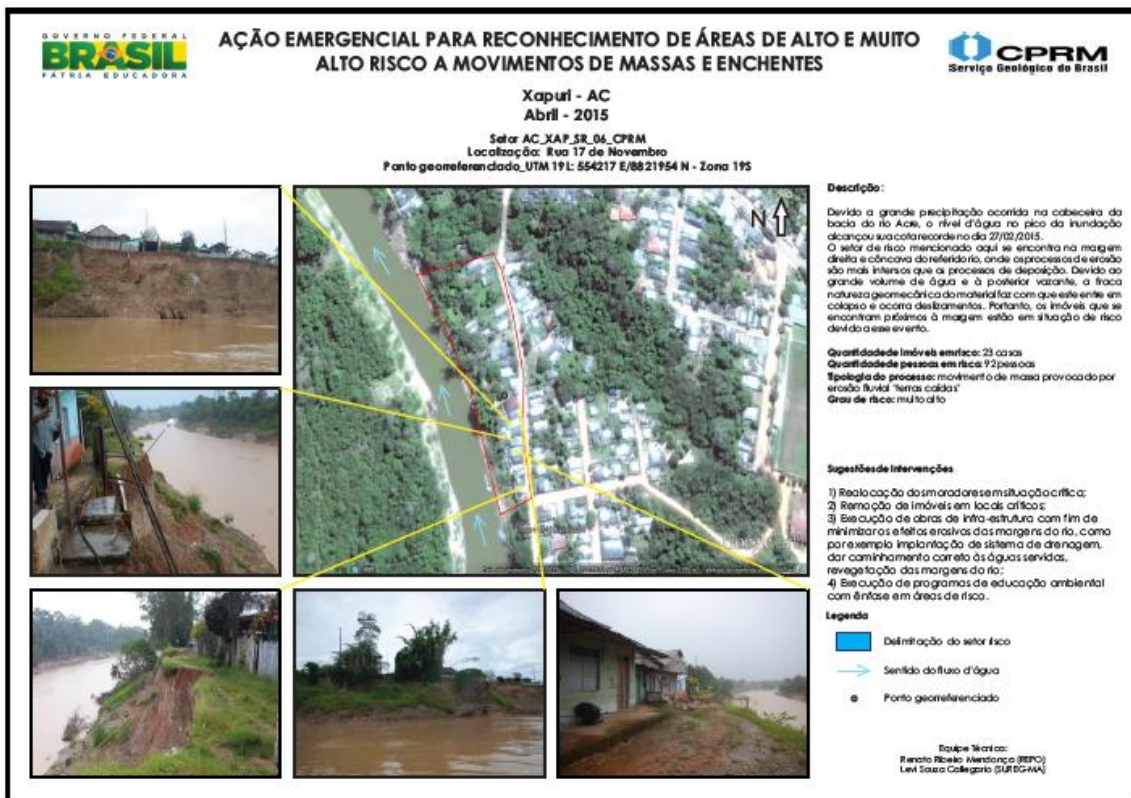 GOVERNO FEDERAL
BRASIL
PÁTRIA EDUCADORA
AÇÃO EMERGENCIAL PARA RECONHECIMENTO DE ÁREAS DE ALTO E MUITO
ALTO RISCO A MOVIMENTOS DE MASSAS E ENCHENTES
CPRM
Serviço Geológico do Brasil
Xapuri - AC
Abril - 2015
Setor AC_XAP_SR_06_CPRM
Localização: Rua 17 de Novembro
Ponto georreferenciado_UTM 19L: 554217 E/8821954 N - Zona 19S
N
Descrição:
Devido a grande precipitação ocorrida na cabeceira da
bacia do rio Acre, o nível d'água no pico da inundação
alcançou sua cota recorde no dia 27/02/2015.
O setor de risco mencionado aqui se encontra na margem
direita e côncava do referido rio, onde os processos de erosão
são mais intensos que os processos de deposição. Devido ao
grande volume de água e à posterior vazante, a fraca
natureza geomecânica do material faz com que este entre em
colapso e ocorra deslizamentos. Portanto, os imóveis que se
encontram próximos à margem estão em situação de risco
devido a esse evento.
Quantidade de imóveis em risco: 23 casas
Quantidade de pessoas em risco: 92 pessoas
Tipologia do processo: movimento de massa provocado por
erosão fluvial "terras caídas"
Grau de risco: muito alto
Sugestões de Intervenções
1) Realocação dos moradores em situação crítica;
2) Remoção de imóveis em locais críticos;
3) Execução de obras de infra-estrutura com fim de
minimizar os efeitos erosivos das margens do rio, como
por exemplo implantação de sistema de drenagem,
dar caminhamento correto às águas servidas,
revegetação das margens do rio;
4) Execução de programas de educação ambiental
com ênfase em áreas de risco.
Legenda
Delimitação do setor risco
Sentido do fluxo d'água
Ponto georreferenciado
Equipe Técnica:
Renato Ribeiro Mendonça (REPO)
Levi Souza Callegario (SUREG-MA)